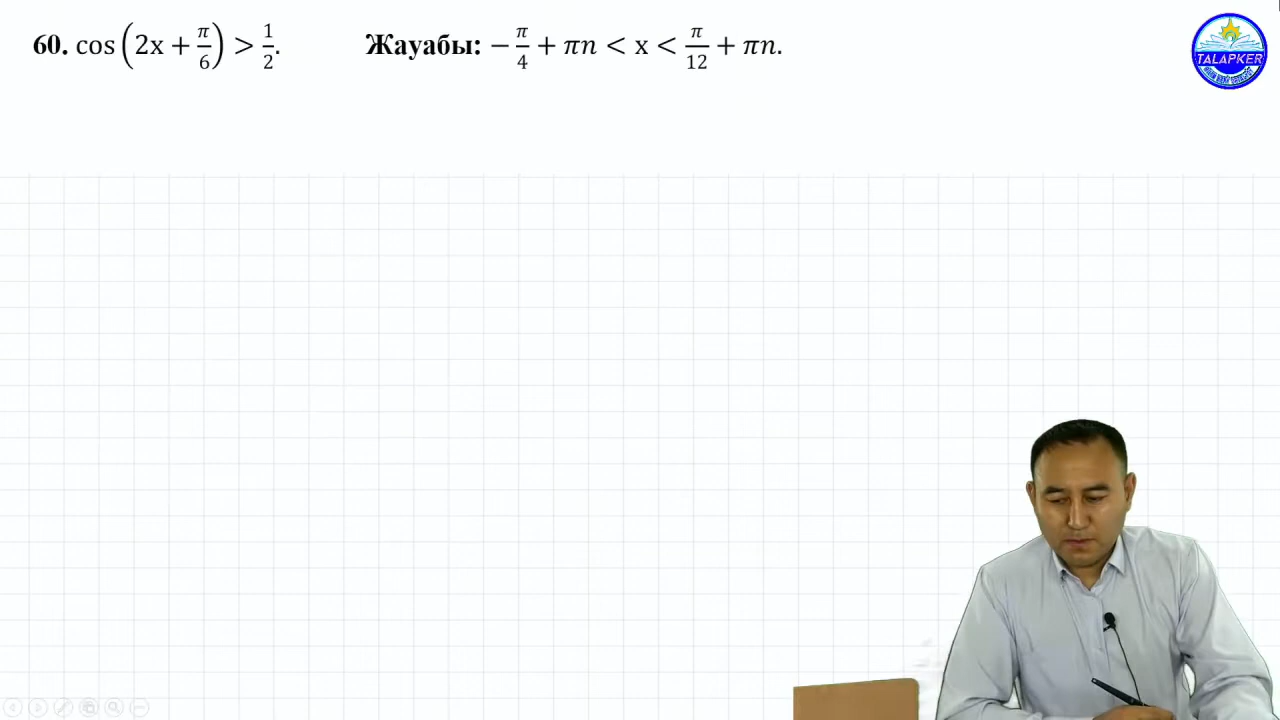 60. cos(2x + π/6) > 1/2. Жауабы: −π/4 + πn < x < π/12 + πn.
TALAPKER